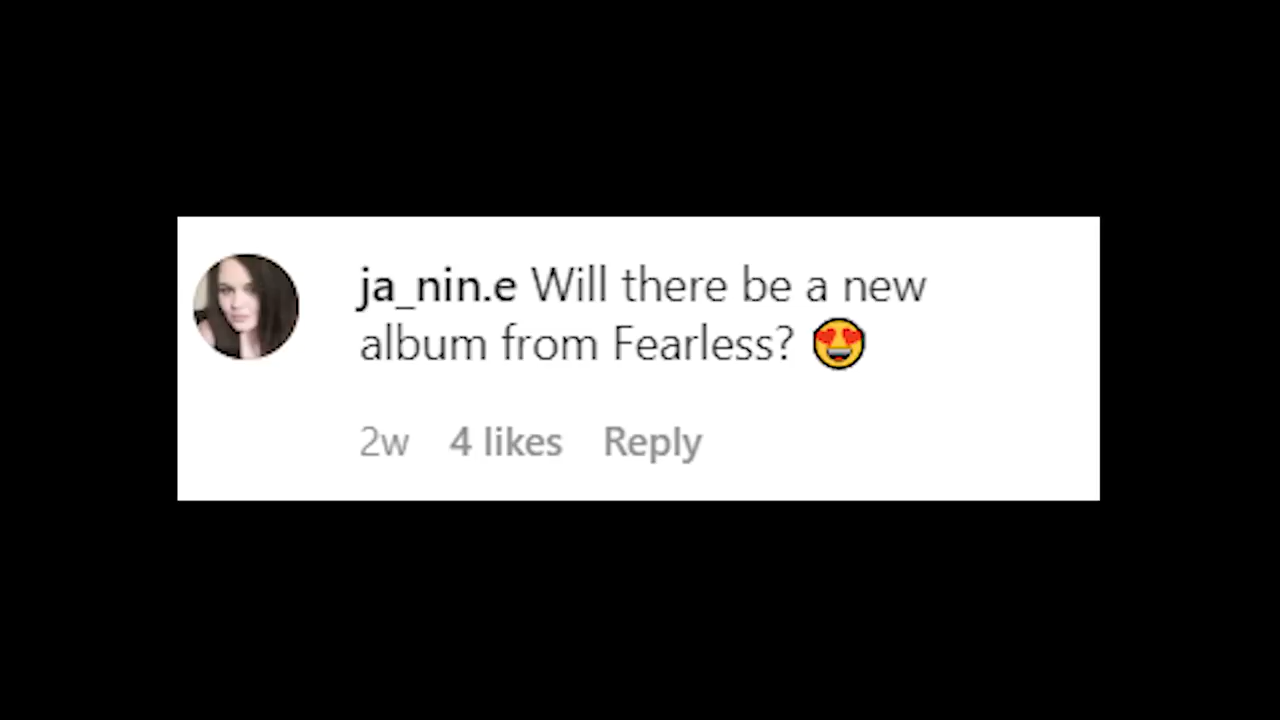 ja_nin.e Will there be a new
album from Fearless? 😍
2w 4 likes Reply